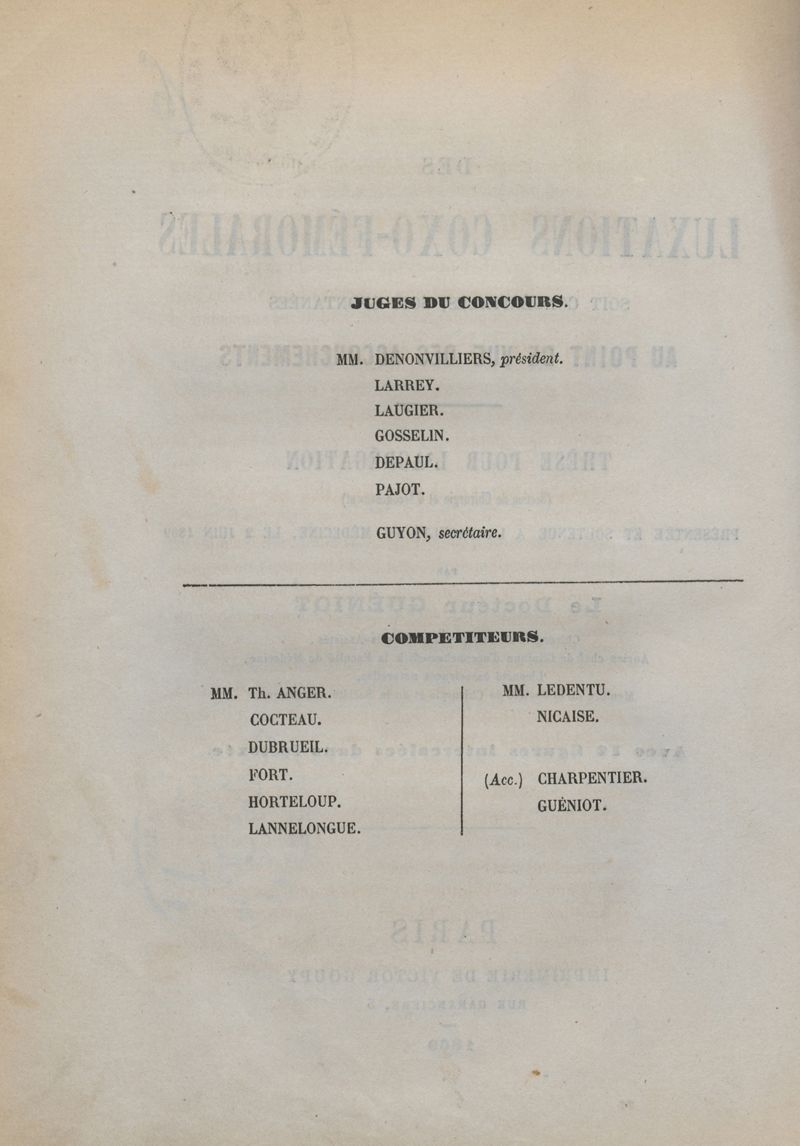 JUGES DU CONCOURS.
MM. DENONVILLIERS, président.
LARREY.
LAUGIER.
GOSSELIN.
DEPAUL.
PAJOT.
GUYON, secrétaire.
COMPETITEURS.
MM. Th. ANGER.
COCTEAU.
DUBRUEIL.
FORT.
HORTELOUP.
LANNELONGUE.
MM. LEDENTU.
NICAISE.
(Acc.) CHARPENTIER.
GUÉNIOT.